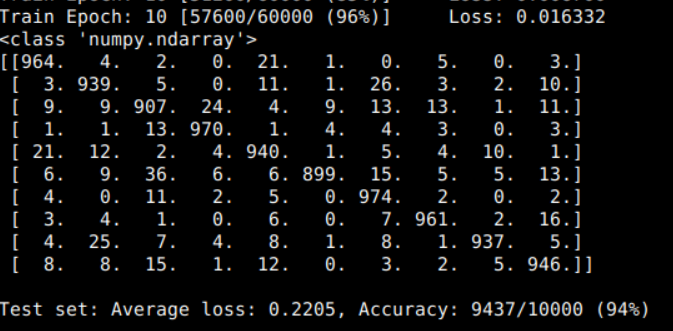 Train Epoch: 10 [57600/60000 (96%)]      Loss: 0.016332
<class 'numpy.ndarray'>
[[964.   4.   2.   0.  21.   1.   0.   5.   0.   3.]
 [  3. 939.   5.   0.  11.   1.  26.   3.   2.  10.]
 [  9.   9. 907.  24.   4.   9.  13.  13.   1.  11.]
 [  1.   1.  13. 970.   1.   4.   4.   3.   0.   3.]
 [ 21.  12.   2.   4. 940.   1.   5.   4.  10.   1.]
 [  6.   9.  36.   6.   6. 899.  15.   5.   5.  13.]
 [  4.   0.  11.   2.   5.   0. 974.   2.   0.   2.]
 [  3.   4.   1.   0.   6.   0.   7. 961.   2.  16.]
 [  4.  25.   7.   4.   8.   1.   8.   1. 937.   5.]
 [  8.   8.  15.   1.  12.   0.   3.   2.   5. 946.]]
Test set: Average loss: 0.2205, Accuracy: 9437/10000 (94%)